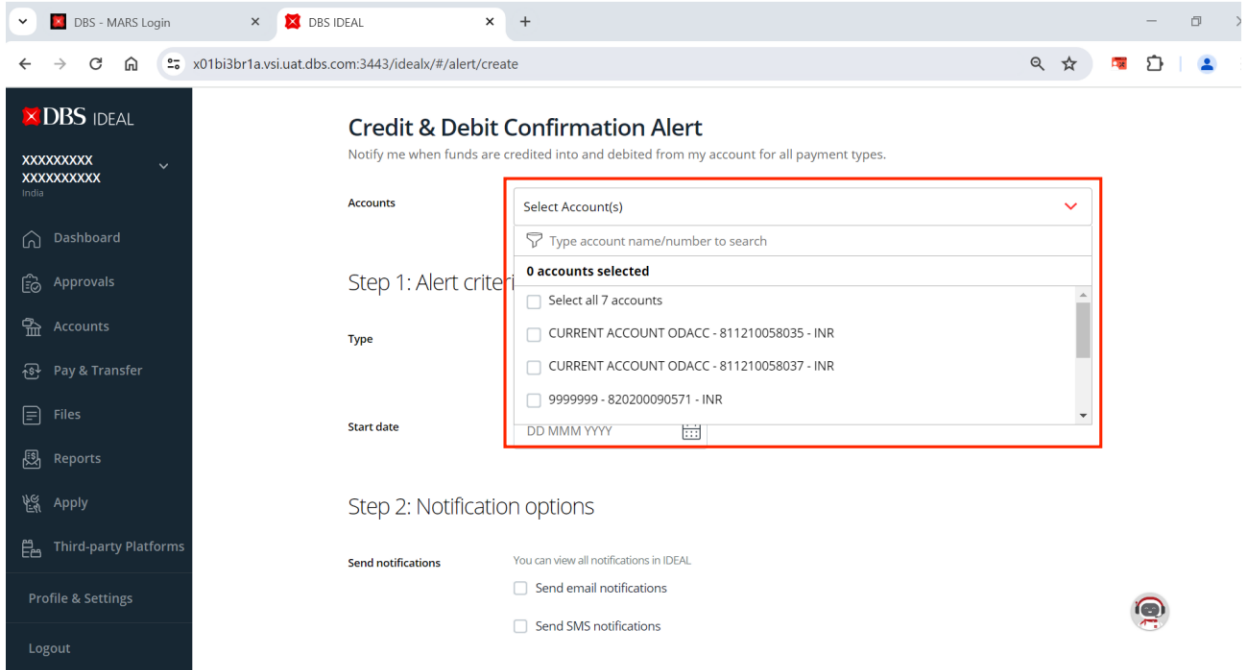 DBS - MARS Login
DBS IDEAL
x01bi3br1a.vsi.uat.dbs.com:3443/idealx/#/alert/create
DBS IDEAL
XXXXXXXXX
XXXXXXXXXX
India
Dashboard
Approvals
Accounts
Pay & Transfer
Files
Reports
Apply
Third-party Platforms
Profile & Settings
Logout
Credit & Debit Confirmation Alert
Notify me when funds are credited into and debited from my account for all payment types.
Accounts
Select Account(s)
Type account name/number to search
0 accounts selected
Select all 7 accounts
CURRENT ACCOUNT ODACC - 811210058035 - INR
CURRENT ACCOUNT ODACC - 811210058037 - INR
9999999 - 820200090571 - INR
Step 1: Alert criteri
Type
Start date
DD MMM YYYY
Step 2: Notification options
Send notifications
You can view all notifications in IDEAL
Send email notifications
Send SMS notifications